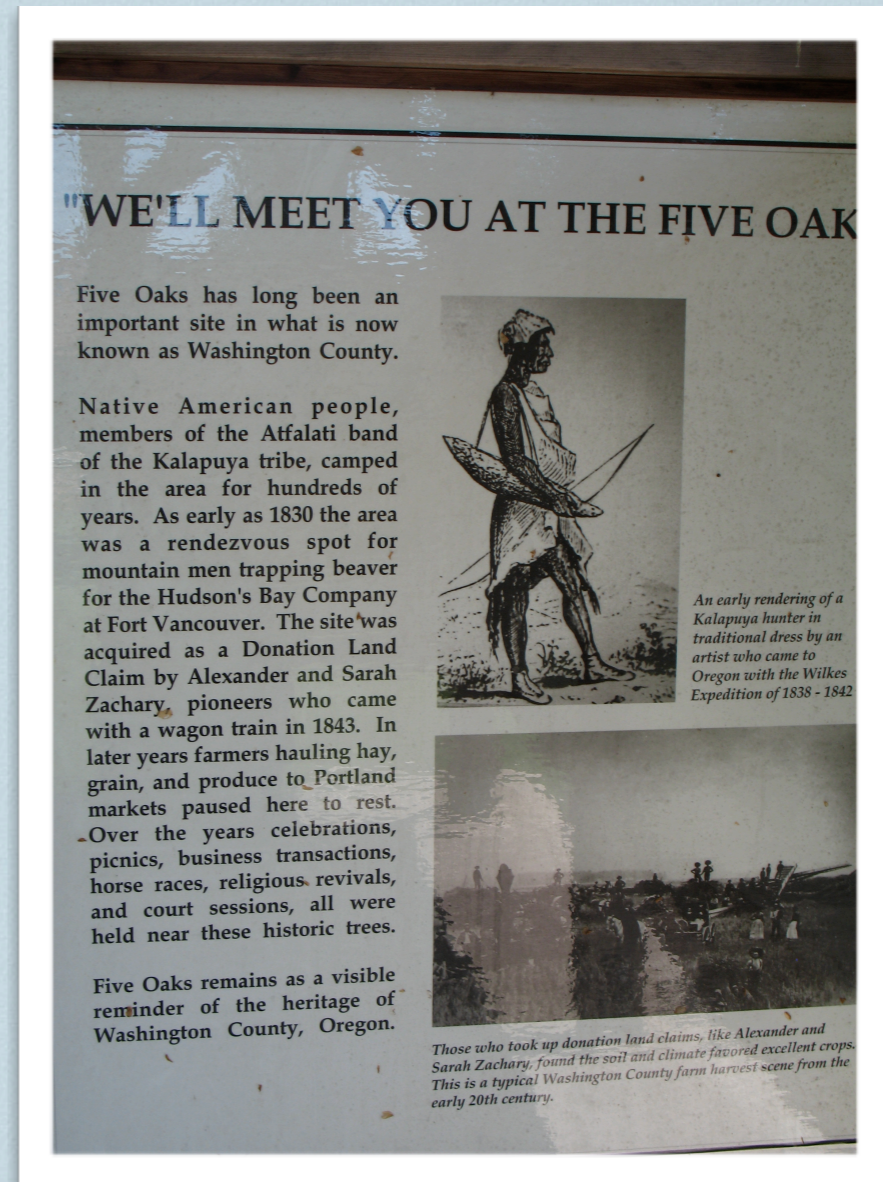 "WE'LL MEET YOU AT THE FIVE OAK
Five Oaks has long been an
important site in what is now
known as Washington County.
Native American people,
members of the Atfalati band
of the Kalapuya tribe, camped
in the area for hundreds of
years. As early as 1830 the area
was a rendezvous spot for
mountain men trapping beaver
for the Hudson's Bay Company
at Fort Vancouver. The site was
acquired as a Donation Land
Claim by Alexander and Sarah
Zachary, pioneers who came
with a wagon train in 1843. In
later years farmers hauling hay,
grain, and produce to Portland
markets paused here to rest.
Over the years celebrations,
picnics, business transactions,
horse races, religious revivals,
and court sessions, all were
held near these historic trees.
Five Oaks remains as a visible
reminder of the heritage of
Washington County, Oregon.
An early rendering of a
Kalapuya hunter in
traditional dress by an
artist who came to
Oregon with the Wilkes
Expedition of 1838 - 1842
Those who took up donation land claims, like Alexander and
Sarah Zachary, found the soil and climate favored excellent crops.
This is a typical Washington County farm harvest scene from the
early 20th century.